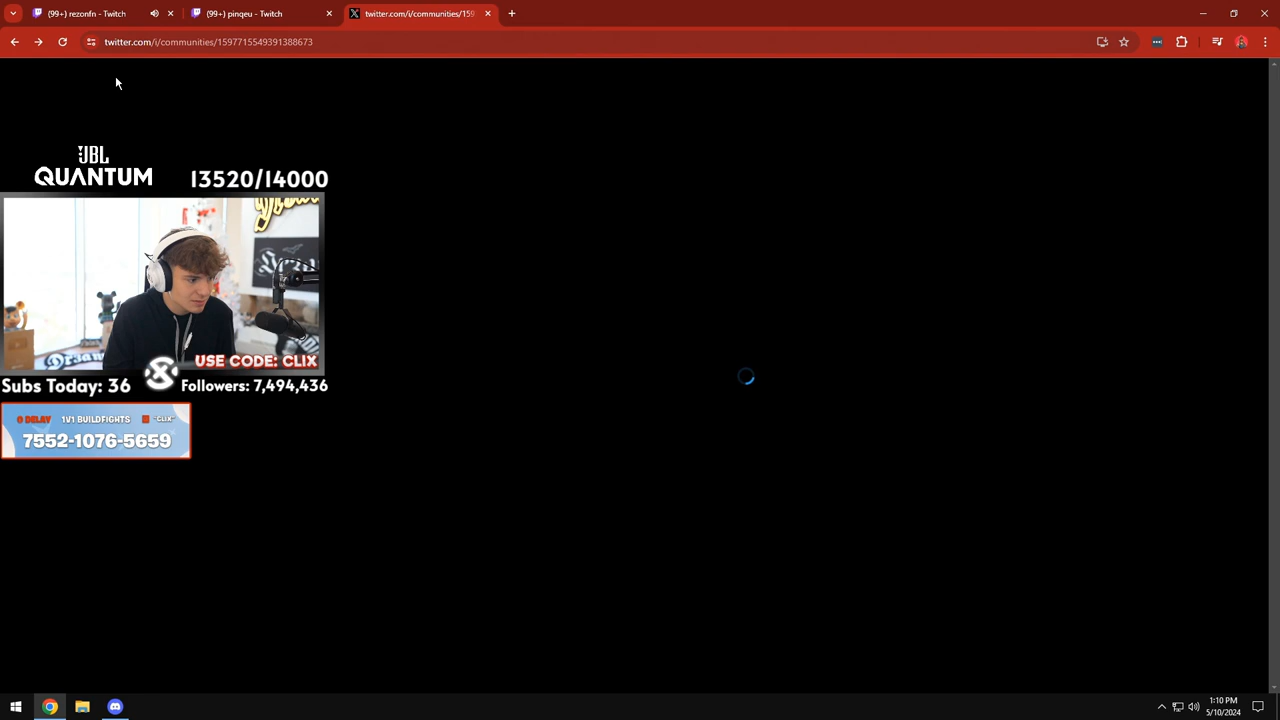 (99+) rezonfn - Twitch
(99+) pinqeu - Twitch
twitter.com/i/communities/159
twitter.com/i/communities/1597715549391388673
JBL
QUANTUM
13520/14000
USE CODE: CLIX
Subs Today: 36
Followers: 7,494,436
0 DELAY 1V1 BUILDFIGHTS "CLIX"
7552-1076-5659
1:10 PM
5/10/2024